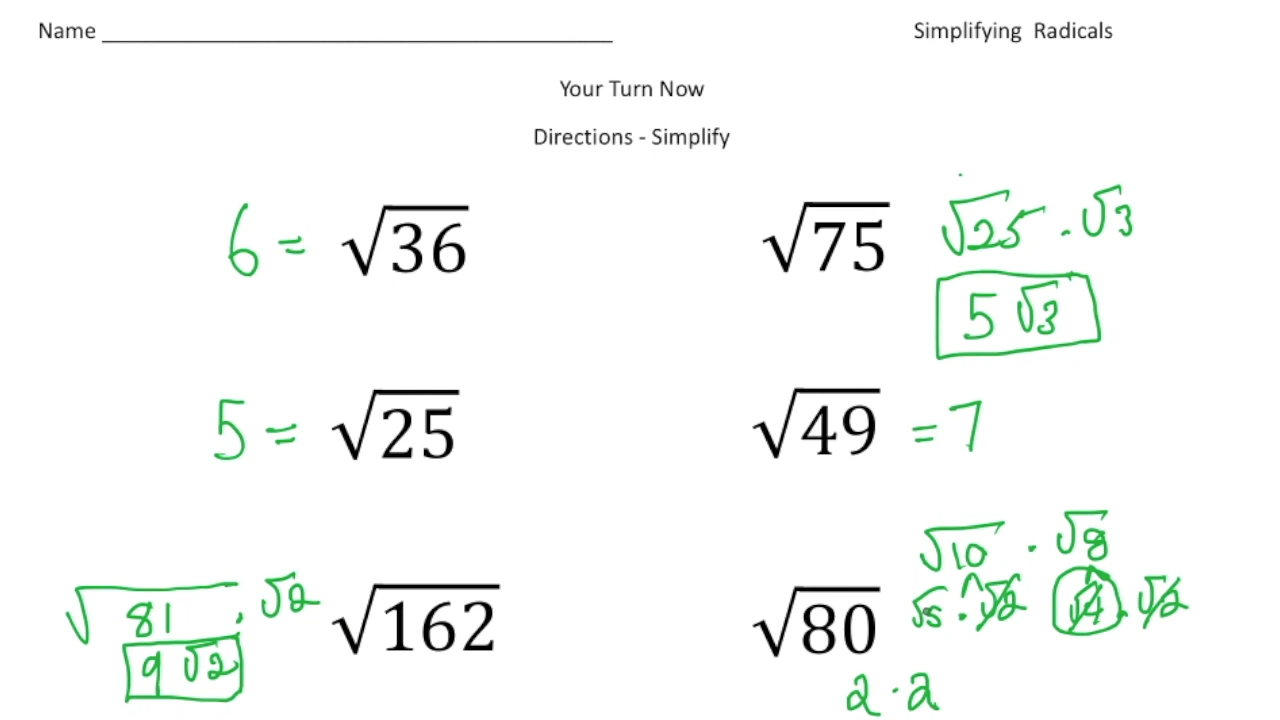 Name ________________ Simplifying Radicals
Your Turn Now
Directions - Simplify
6 = √36
√75 √25 · √3
5 √3
5 = √25
√49 = 7
√81 · √2 √162
9 √2
√80 √10 · √8
√5 · √2 √4 · √2
2 · 2